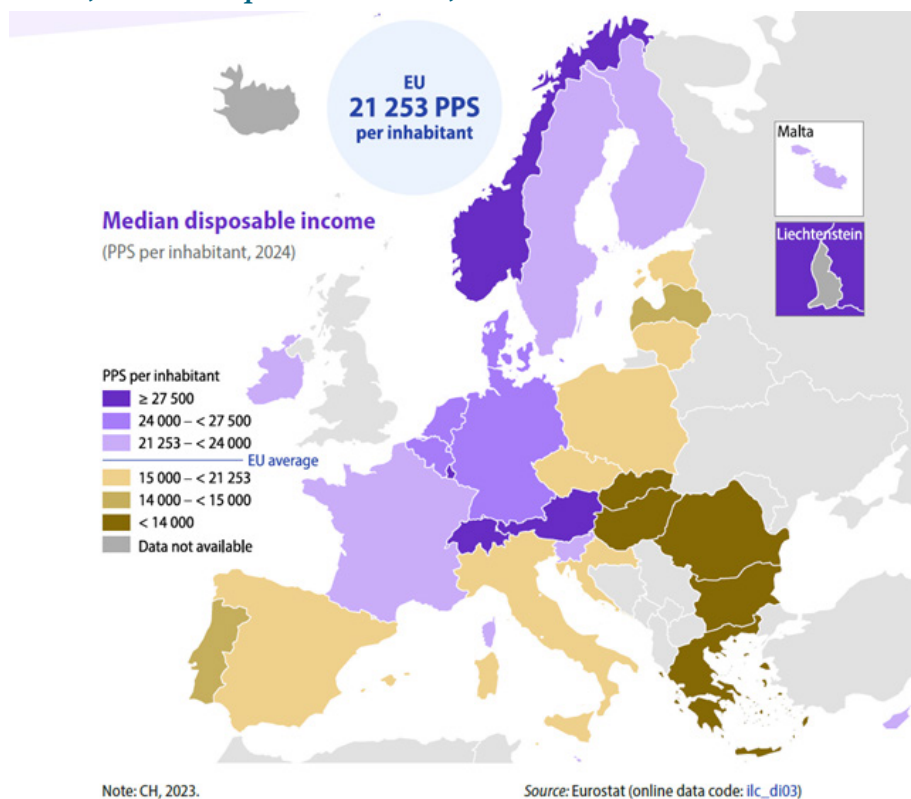 EU
21 253 PPS
per inhabitant
Malta
Liechtenstein
Median disposable income
(PPS per inhabitant, 2024)
PPS per inhabitant
≥ 27 500
24 000 – < 27 500
21 253 – < 24 000
EU average
15 000 – < 21 253
14 000 – < 15 000
< 14 000
Data not available
Note: CH, 2023.
Source: Eurostat (online data code: ilc_di03)